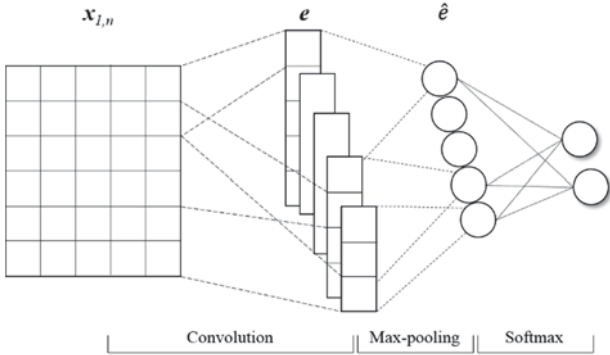 x1,n
e
ê
Convolution
Max-pooling
Softmax